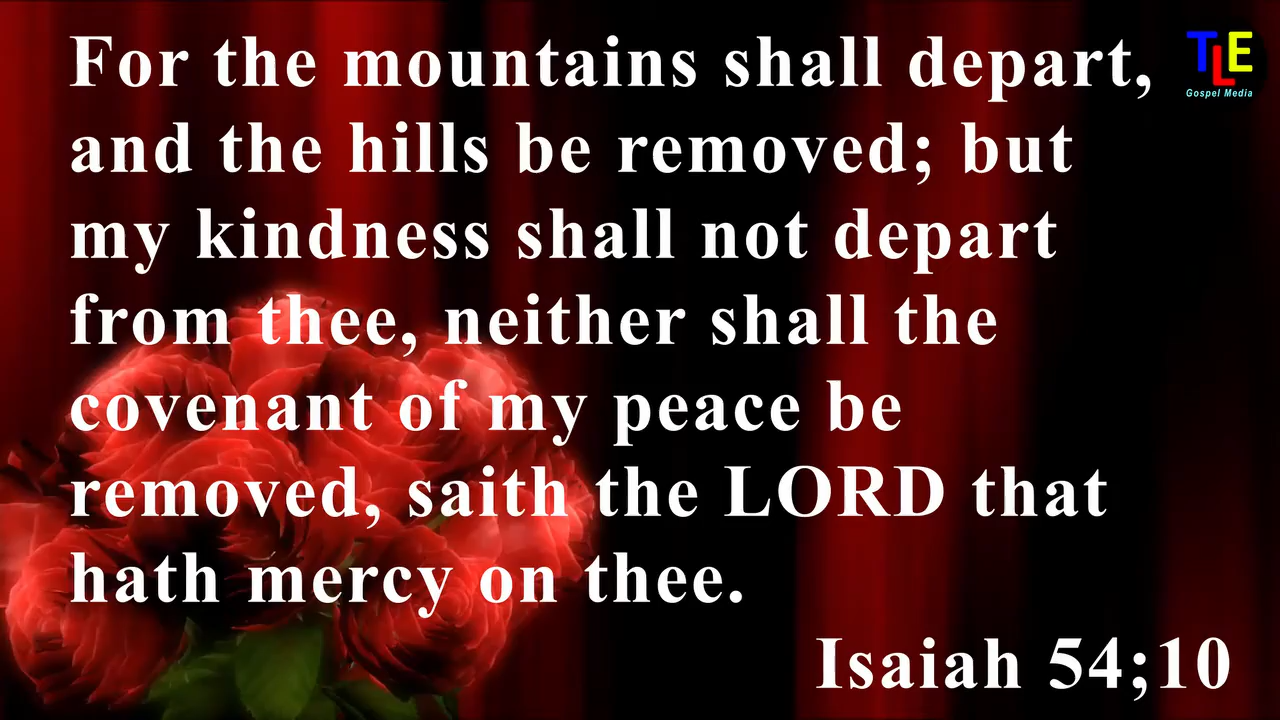 For the mountains shall depart,
and the hills be removed; but
my kindness shall not depart
from thee, neither shall the
covenant of my peace be
removed, saith the LORD that
hath mercy on thee.
Isaiah 54;10
TLE
Gospel Media